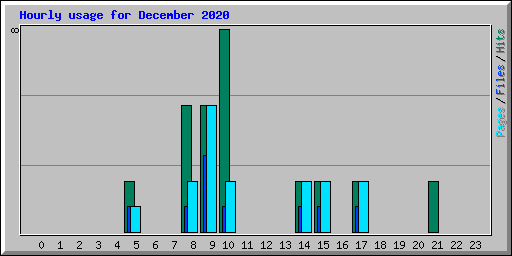 Hourly usage for December 2020
8
Pages/Files/Hits
0 1 2 3 4 5 6 7 8 9 10 11 12 13 14 15 16 17 18 19 20 21 22 23